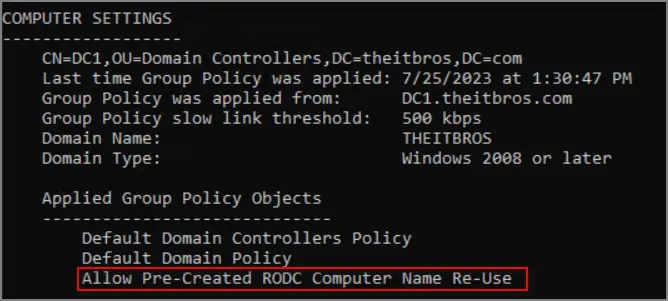 COMPUTER SETTINGS
------------------
CN=DC1,OU=Domain Controllers,DC=theitbros,DC=com
Last time Group Policy was applied: 7/25/2023 at 1:30:47 PM
Group Policy was applied from: DC1.theitbros.com
Group Policy slow link threshold: 500 kbps
Domain Name: THEITBROS
Domain Type: Windows 2008 or later
Applied Group Policy Objects
-----------------------------
Default Domain Controllers Policy
Default Domain Policy
Allow Pre-Created RODC Computer Name Re-Use